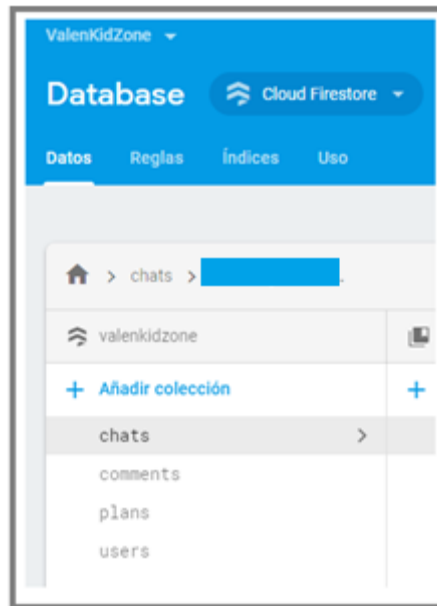 ValenKidZone
Database Cloud Firestore
Datos Reglas Índices Uso
> chats >
valenkidzone
+ Añadir colección +
chats >
comments
plans
users